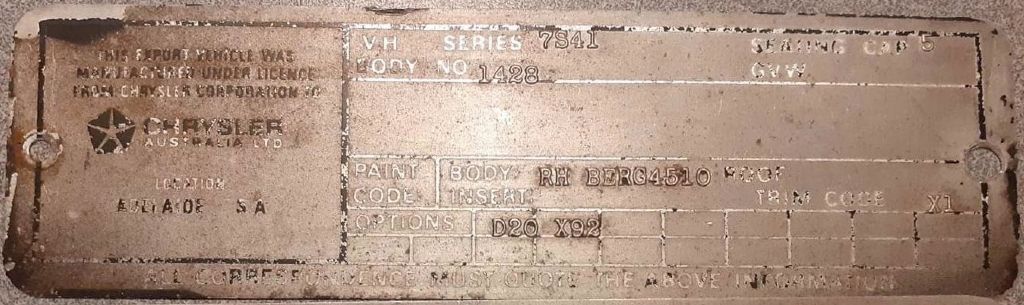 THIS EXPORT VEHICLE WAS
MANUFACTURED UNDER LICENCE
FROM CHRYSLER CORPORATION TO
CHRYSLER
AUSTRALIA LTD.
LOCATION
ADELAIDE S.A
VH SERIES 7S41 SEATING CAP 5
BODY NO 1428 GVW
PAINT BODY: RH BERG4510 ROOF
CODE INSERT: TRIM CODE X1
OPTIONS D20 X92
ALL CORRESPONDENCE MUST QUOTE THE ABOVE INFORMATION